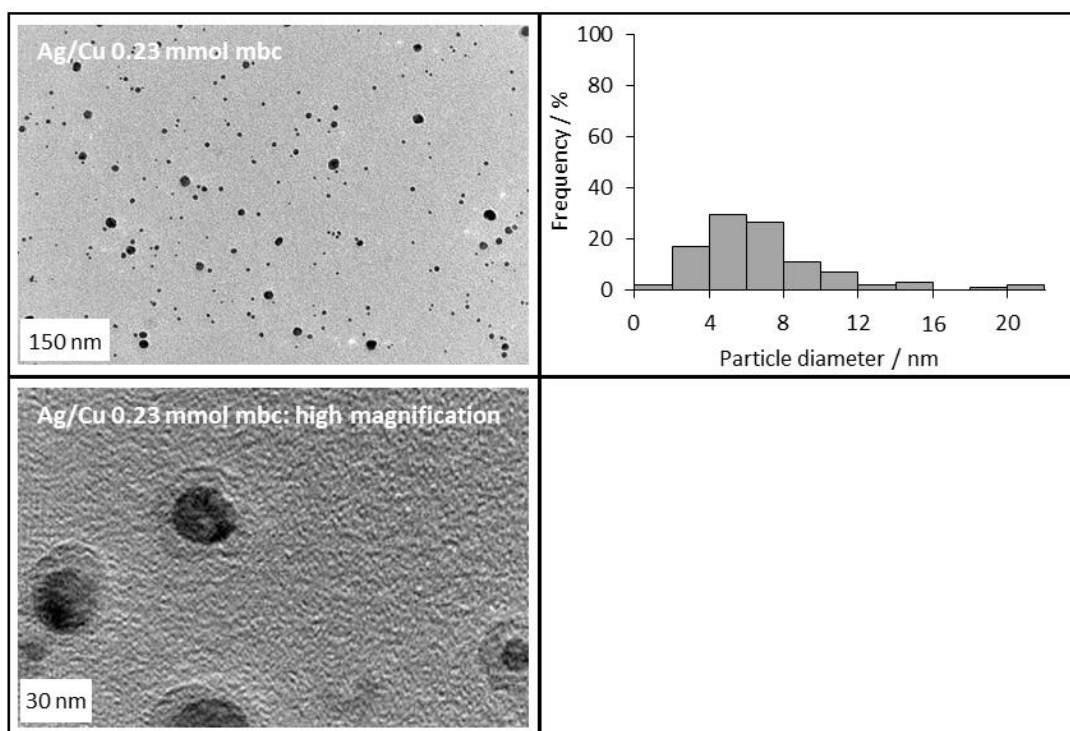 Ag/Cu 0.23 mmol mbc
150 nm
Frequency / %
100
80
60
40
20
0
0 4 8 12 16 20
Particle diameter / nm
Ag/Cu 0.23 mmol mbc: high magnification
30 nm